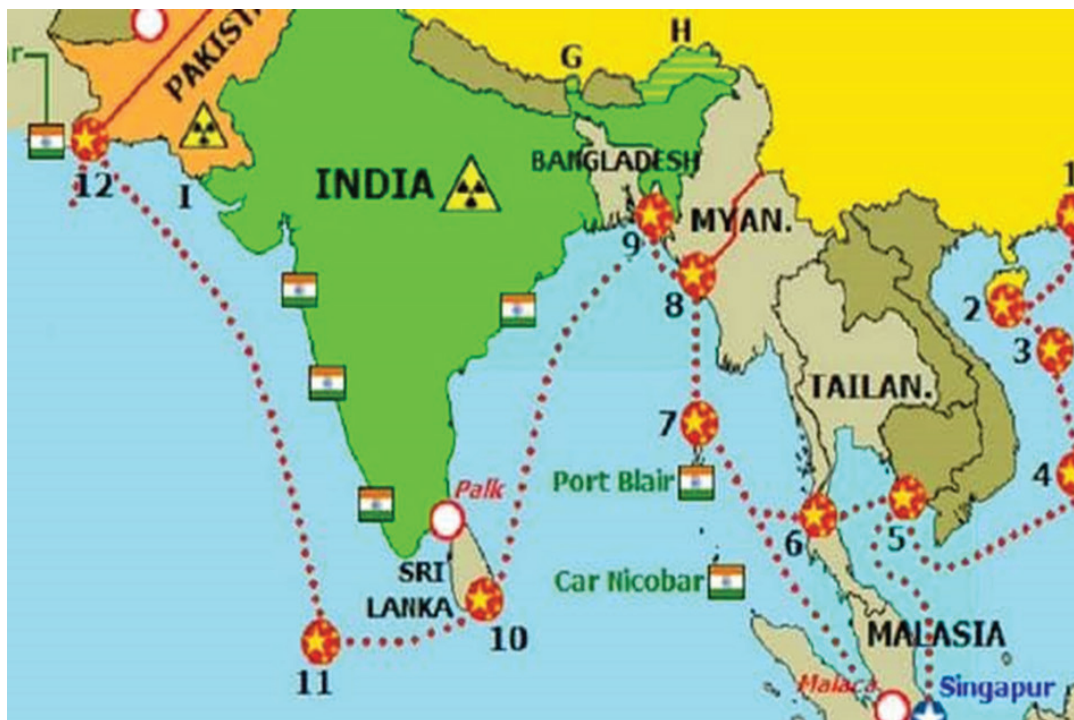 H
G
PAKIST
r
BANGLADESH
INDIA
12
I
1
MYAN.
9
8
2
3
TAILAN.
7
4
Port Blair
Palk
6
5
SRI
LANKA
Car Nicobar
10
MALASIA
11
Malaca
Singapur